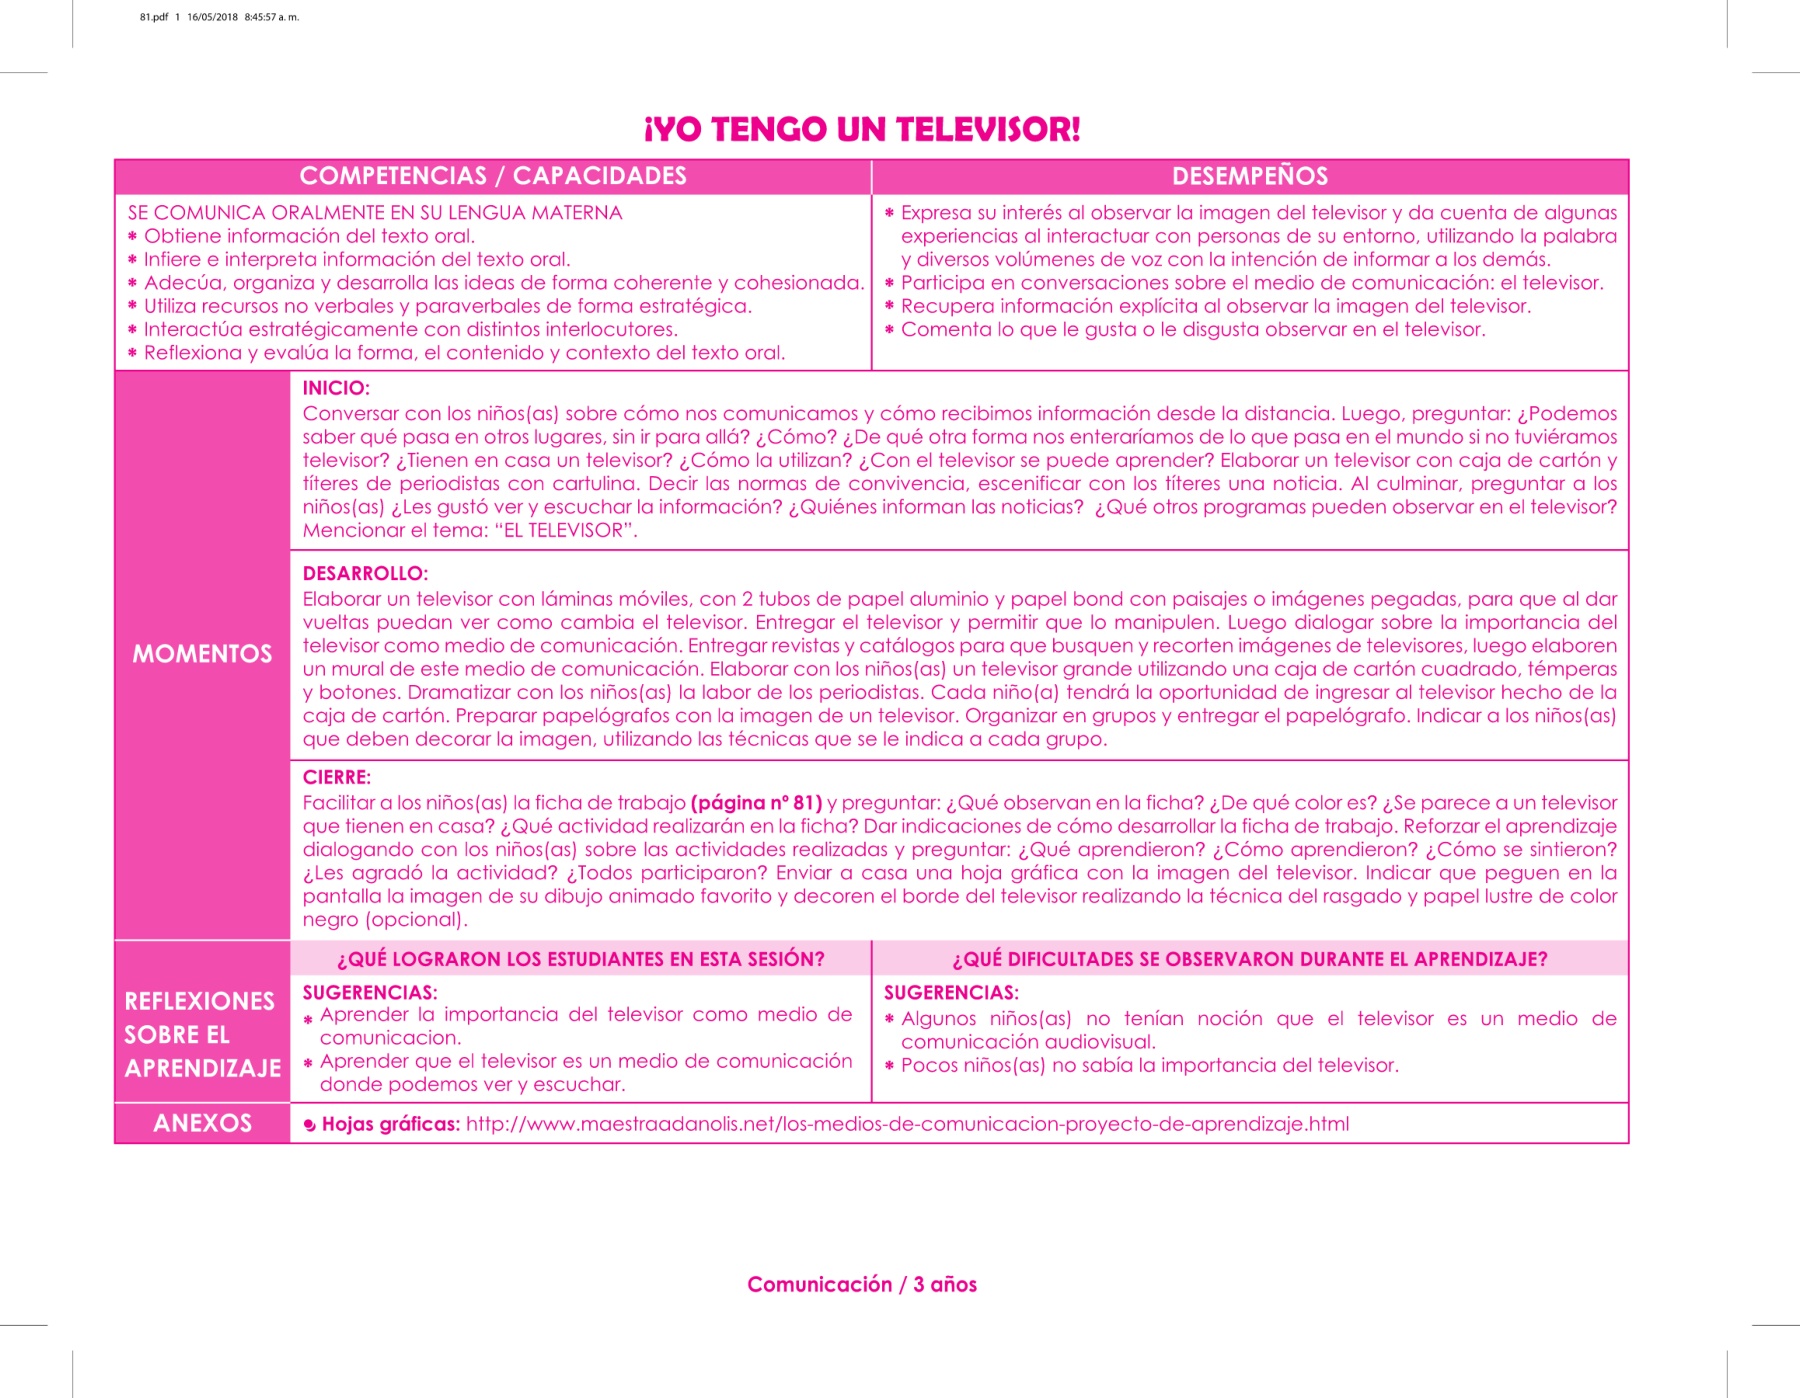 81.pdf 1 16/05/2018 8:45:57 a. m.
¡YO TENGO UN TELEVISOR!
COMPETENCIAS / CAPACIDADES
SE COMUNICA ORALMENTE EN SU LENGUA MATERNA
* Obtiene información del texto oral.
* Infiere e interpreta información del texto oral.
* Adecúa, organiza y desarrolla las ideas de forma coherente y cohesionada.
* Utiliza recursos no verbales y paraverbales de forma estratégica.
* Interactúa estratégicamente con distintos interlocutores.
* Reflexiona y evalúa la forma, el contenido y contexto del texto oral.
DESEMPEÑOS
* Expresa su interés al observar la imagen del televisor y da cuenta de algunas
experiencias al interactuar con personas de su entorno, utilizando la palabra
y diversos volúmenes de voz con la intención de informar a los demás.
* Participa en conversaciones sobre el medio de comunicación: el televisor.
* Recupera información explícita al observar la imagen del televisor.
* Comenta lo que le gusta o le disgusta observar en el televisor.
MOMENTOS
INICIO:
Conversar con los niños(as) sobre cómo nos comunicamos y cómo recibimos información desde la distancia. Luego, preguntar: ¿Podemos
saber qué pasa en otros lugares, sin ir para allá? ¿Cómo? ¿De qué otra forma nos enteraríamos de lo que pasa en el mundo si no tuviéramos
televisor? ¿Tienen en casa un televisor? ¿Cómo la utilizan? ¿Con el televisor se puede aprender? Elaborar un televisor con caja de cartón y
títeres de periodistas con cartulina. Decir las normas de convivencia, escenificar con los títeres una noticia. Al culminar, preguntar a los
niños(as) ¿Les gustó ver y escuchar la información? ¿Quiénes informan las noticias? ¿Qué otros programas pueden observar en el televisor?
Mencionar el tema: “EL TELEVISOR”.
DESARROLLO:
Elaborar un televisor con láminas móviles, con 2 tubos de papel aluminio y papel bond con paisajes o imágenes pegadas, para que al dar
vueltas puedan ver como cambia el televisor. Entregar el televisor y permitir que lo manipulen. Luego dialogar sobre la importancia del
televisor como medio de comunicación. Entregar revistas y catálogos para que busquen y recorten imágenes de televisores, luego elaboren
un mural de este medio de comunicación. Elaborar con los niños(as) un televisor grande utilizando una caja de cartón cuadrado, témperas
y botones. Dramatizar con los niños(as) la labor de los periodistas. Cada niño(a) tendrá la oportunidad de ingresar al televisor hecho de la
caja de cartón. Preparar papelógrafos con la imagen de un televisor. Organizar en grupos y entregar el papelógrafo. Indicar a los niños(as)
que deben decorar la imagen, utilizando las técnicas que se le indica a cada grupo.
CIERRE:
Facilitar a los niños(as) la ficha de trabajo (página nº 81) y preguntar: ¿Qué observan en la ficha? ¿De qué color es? ¿Se parece a un televisor
que tienen en casa? ¿Qué actividad realizarán en la ficha? Dar indicaciones de cómo desarrollar la ficha de trabajo. Reforzar el aprendizaje
dialogando con los niños(as) sobre las actividades realizadas y preguntar: ¿Qué aprendieron? ¿Cómo aprendieron? ¿Cómo se sintieron?
¿Les agradó la actividad? ¿Todos participaron? Enviar a casa una hoja gráfica con la imagen del televisor. Indicar que peguen en la
pantalla la imagen de su dibujo animado favorito y decoren el borde del televisor realizando la técnica del rasgado y papel lustre de color
negro (opcional).
REFLEXIONES
SOBRE EL
APRENDIZAJE
¿QUÉ LOGRARON LOS ESTUDIANTES EN ESTA SESIÓN?
SUGERENCIAS:
* Aprender la importancia del televisor como medio de
comunicacion.
* Aprender que el televisor es un medio de comunicación
donde podemos ver y escuchar.
¿QUÉ DIFICULTADES SE OBSERVARON DURANTE EL APRENDIZAJE?
SUGERENCIAS:
* Algunos niños(as) no tenían noción que el televisor es un medio de
comunicación audiovisual.
* Pocos niños(as) no sabía la importancia del televisor.
ANEXOS
Hojas gráficas: http://www.maestraadanolis.net/los-medios-de-comunicacion-proyecto-de-aprendizaje.html
Comunicación / 3 años